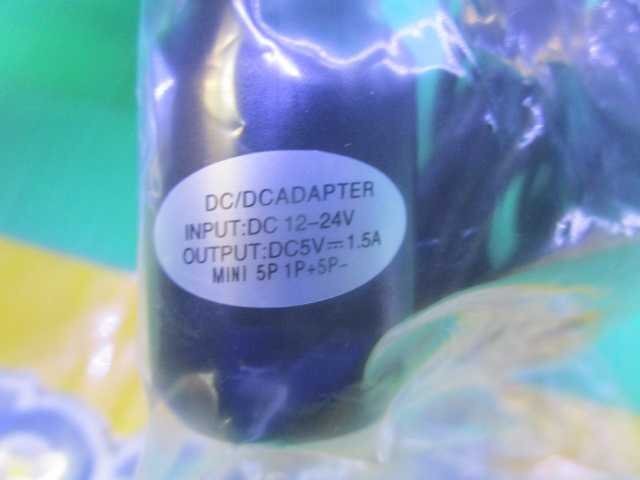 DC/DCADAPTER
INPUT:DC 12-24V
OUTPUT:DC5V⎓1.5A
MINI 5P 1P+5P-